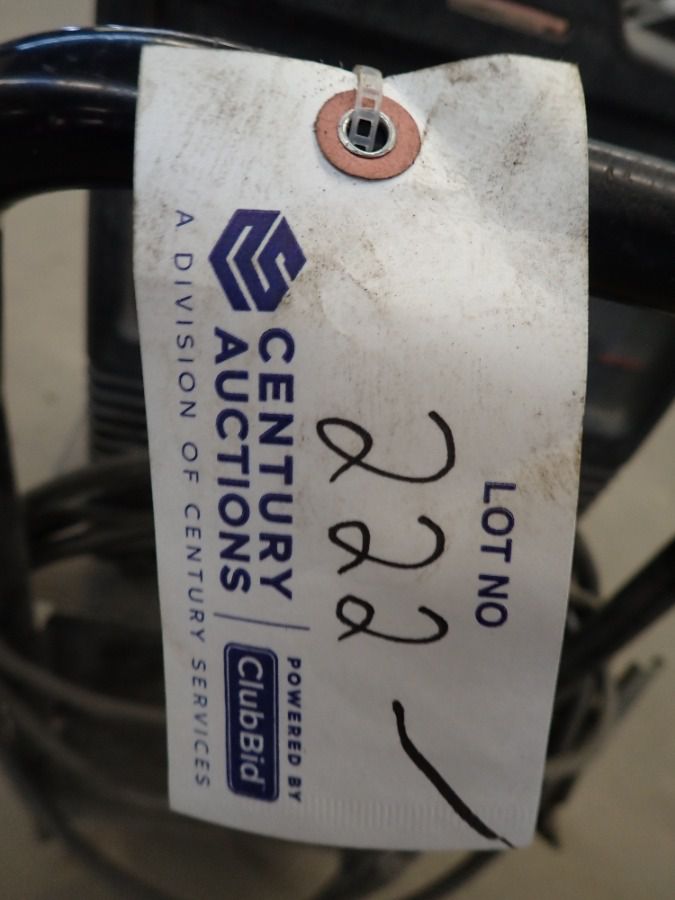 LOT NO
222
CENTURY
AUCTIONS
POWERED BY
ClubBid
A DIVISION OF CENTURY SERVICES